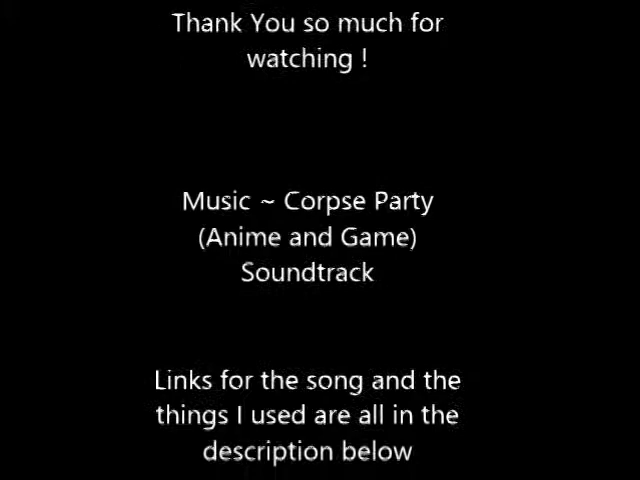 Thank You so much for
watching !
Music ~ Corpse Party
(Anime and Game)
Soundtrack
Links for the song and the
things I used are all in the
description below